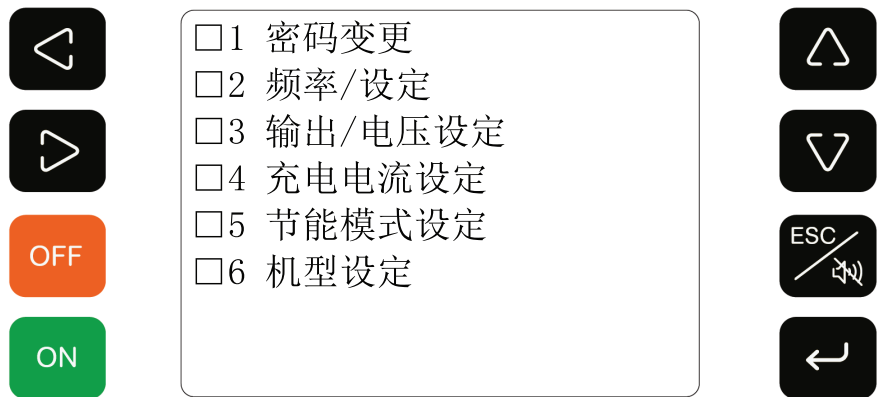 □1 密码变更
□2 频率/设定
□3 输出/电压设定
□4 充电电流设定
□5 节能模式设定
□6 机型设定
OFF
ON
ESC